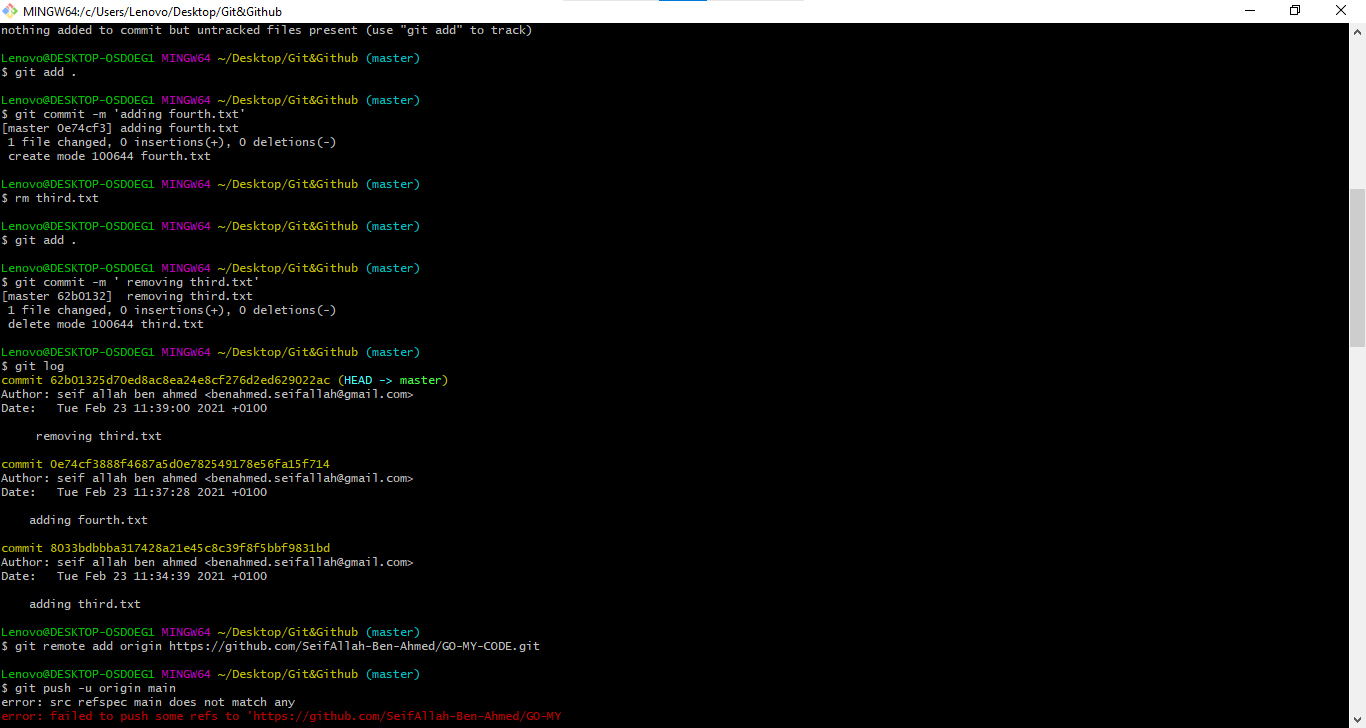 MINGW64:/c/Users/Lenovo/Desktop/Git&Github
nothing added to commit but untracked files present (use "git add" to track)
Lenovo@DESKTOP-OSD0EG1 MINGW64 ~/Desktop/Git&Github (master)
$ git add .
Lenovo@DESKTOP-OSD0EG1 MINGW64 ~/Desktop/Git&Github (master)
$ git commit -m 'adding fourth.txt'
[master 0e74cf3] adding fourth.txt
 1 file changed, 0 insertions(+), 0 deletions(-)
 create mode 100644 fourth.txt
Lenovo@DESKTOP-OSD0EG1 MINGW64 ~/Desktop/Git&Github (master)
$ rm third.txt
Lenovo@DESKTOP-OSD0EG1 MINGW64 ~/Desktop/Git&Github (master)
$ git add .
Lenovo@DESKTOP-OSD0EG1 MINGW64 ~/Desktop/Git&Github (master)
$ git commit -m ' removing third.txt'
[master 62b0132]  removing third.txt
 1 file changed, 0 insertions(+), 0 deletions(-)
 delete mode 100644 third.txt
Lenovo@DESKTOP-OSD0EG1 MINGW64 ~/Desktop/Git&Github (master)
$ git log
commit 62b01325d70ed8ac8ea24e8cf276d2ed629022ac (HEAD -> master)
Author: seif allah ben ahmed <benahmed.seifallah@gmail.com>
Date:   Tue Feb 23 11:39:00 2021 +0100
     removing third.txt
commit 0e74cf3888f4687a5d0e782549178e56fa15f714
Author: seif allah ben ahmed <benahmed.seifallah@gmail.com>
Date:   Tue Feb 23 11:37:28 2021 +0100
    adding fourth.txt
commit 8033bdbbba317428a21e45c8c39f8f5bbf9831bd
Author: seif allah ben ahmed <benahmed.seifallah@gmail.com>
Date:   Tue Feb 23 11:34:39 2021 +0100
    adding third.txt
Lenovo@DESKTOP-OSD0EG1 MINGW64 ~/Desktop/Git&Github (master)
$ git remote add origin https://github.com/SeifAllah-Ben-Ahmed/GO-MY-CODE.git
Lenovo@DESKTOP-OSD0EG1 MINGW64 ~/Desktop/Git&Github (master)
$ git push -u origin main
error: src refspec main does not match any
error: failed to push some refs to 'https://github.com/SeifAllah-Ben-Ahmed/GO-MY